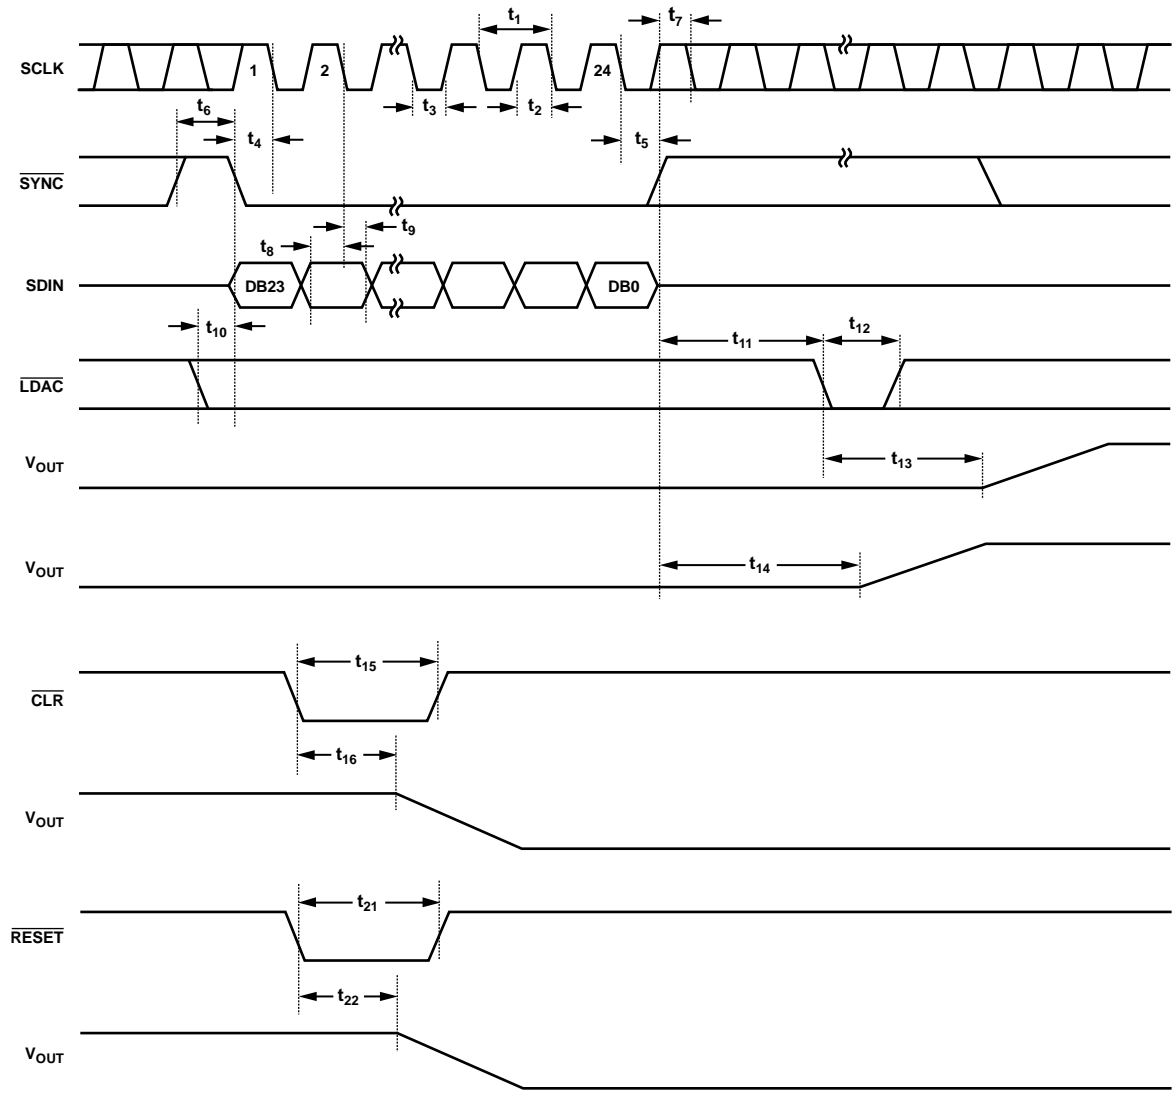 t7
t1
SCLK
1
2
24
t3
t2
t6
t4
t5
SYNC
t9
t8
SDIN
DB23
DB0
t10
t12
t11
LDAC
VOUT
t13
VOUT
t14
t15
CLR
t16
VOUT
t21
RESET
t22
VOUT